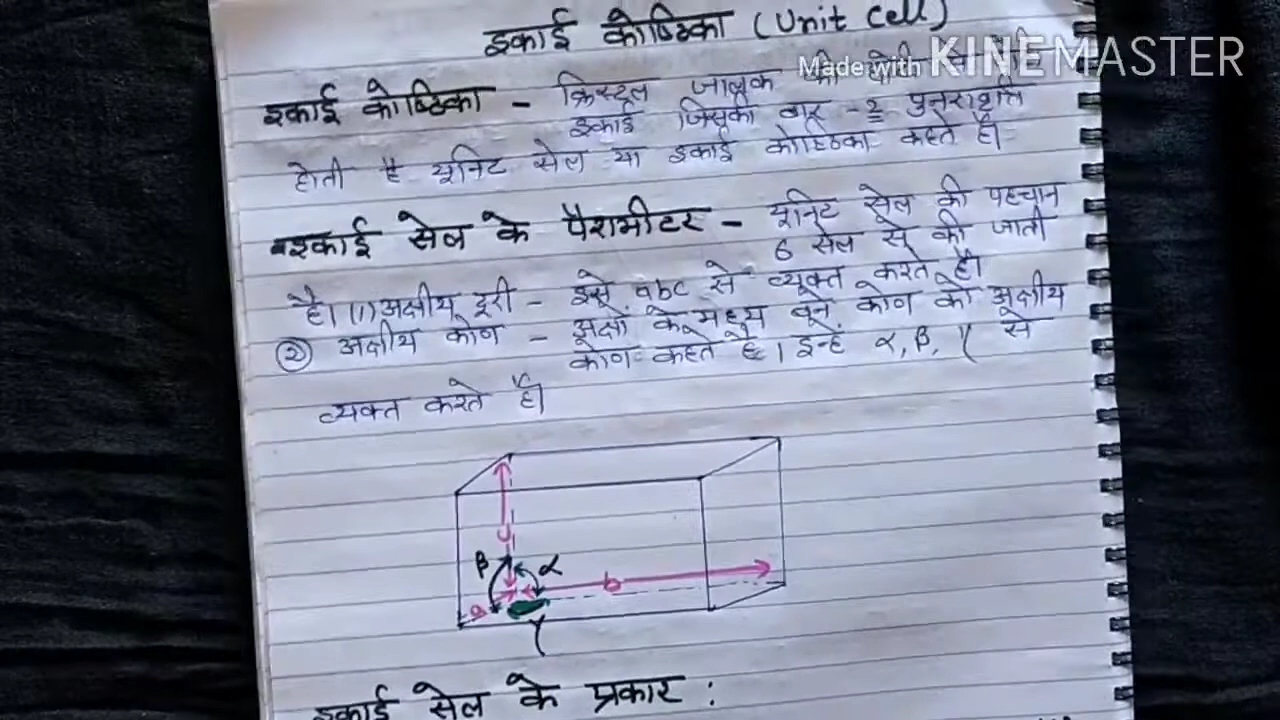 इकाई कोष्ठिका (Unit Cell)
Made with KINEMASTER
इकाई कोष्ठिका - क्रिस्टल जालक की छोटी से
इकाई जिसका बार-२ पुनरावृत्ति
होती है यूनिट सेल या इकाई कोष्ठिका कहते है।
इकाई सेल के पैरामीटर - यूनिट सेल की पहचान
6 सेल से की जाती
है। (1) अक्षीय दूरी - इसे abc से व्यक्त करते है।
② अक्षीय कोण - अक्षो के मध्य बने कोण को अक्षीय
कोण कहते है। इन्हें α, β, γ से
व्यक्त करते है।
c
β α
a b
γ
इकाई सेल के प्रकार :